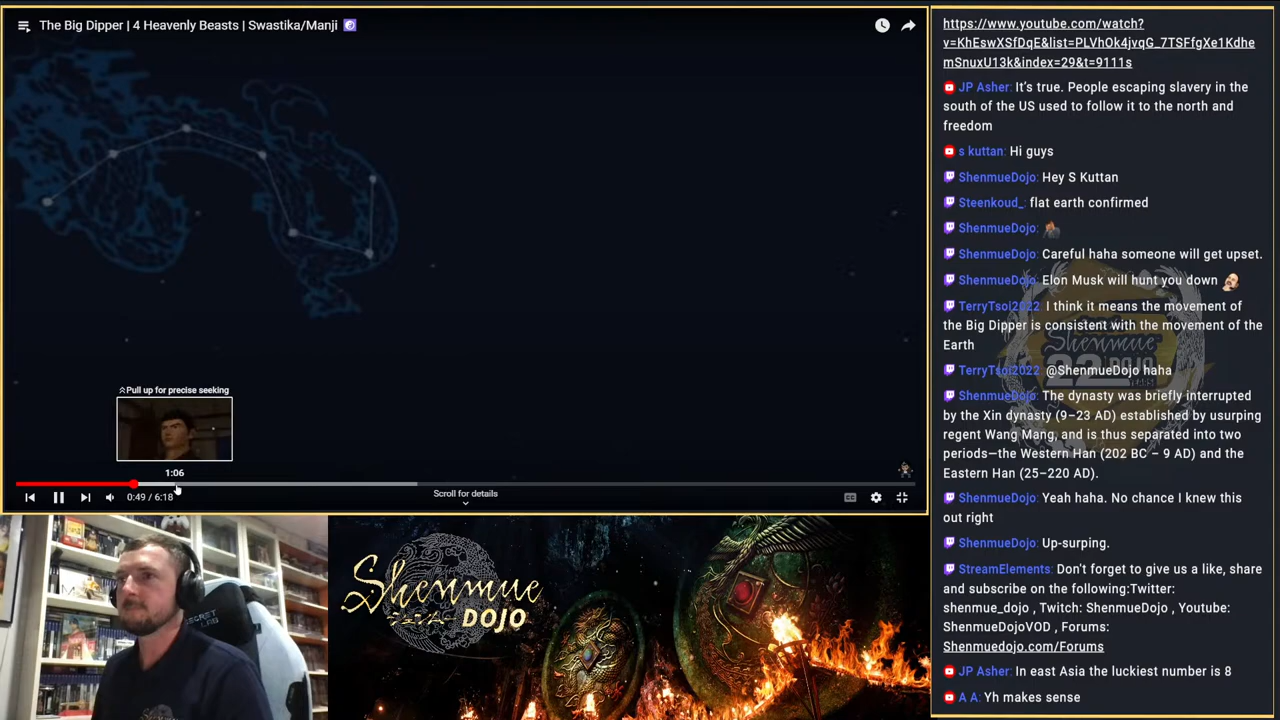 The Big Dipper | 4 Heavenly Beasts | Swastika/Manji
Pull up for precise seeking
1:06
0:49 / 6:18
Scroll for details
CC
SECRET LAB
Shenmue
DOJO
https://www.youtube.com/watch?
v=KhEswXSfDqE&list=PLVhOk4jvqG_7TSFfgXe1Kdhe
mSnuxU13k&index=29&t=9111s
JP Asher: It's true. People escaping slavery in the
south of the US used to follow it to the north and
freedom
s kuttan: Hi guys
ShenmueDojo: Hey S Kuttan
Steenkoud_: flat earth confirmed
ShenmueDojo:
ShenmueDojo: Careful haha someone will get upset.
ShenmueDojo: Elon Musk will hunt you down
TerryTsoi2022: I think it means the movement of
the Big Dipper is consistent with the movement of the
Earth
TerryTsoi2022: @ShenmueDojo haha
ShenmueDojo: The dynasty was briefly interrupted
by the Xin dynasty (9–23 AD) established by usurping
regent Wang Mang, and is thus separated into two
periods—the Western Han (202 BC – 9 AD) and the
Eastern Han (25–220 AD).
ShenmueDojo: Yeah haha. No chance I knew this
out right
ShenmueDojo: Up-surping.
StreamElements: Don't forget to give us a like, share
and subscribe on the following:Twitter:
shenmue_dojo , Twitch: ShenmueDojo , Youtube:
ShenmueDojoVOD , Forums:
Shenmuedojo.com/Forums
JP Asher: In east Asia the luckiest number is 8
A A: Yh makes sense
Shenmue
22 DOJO
YEARS